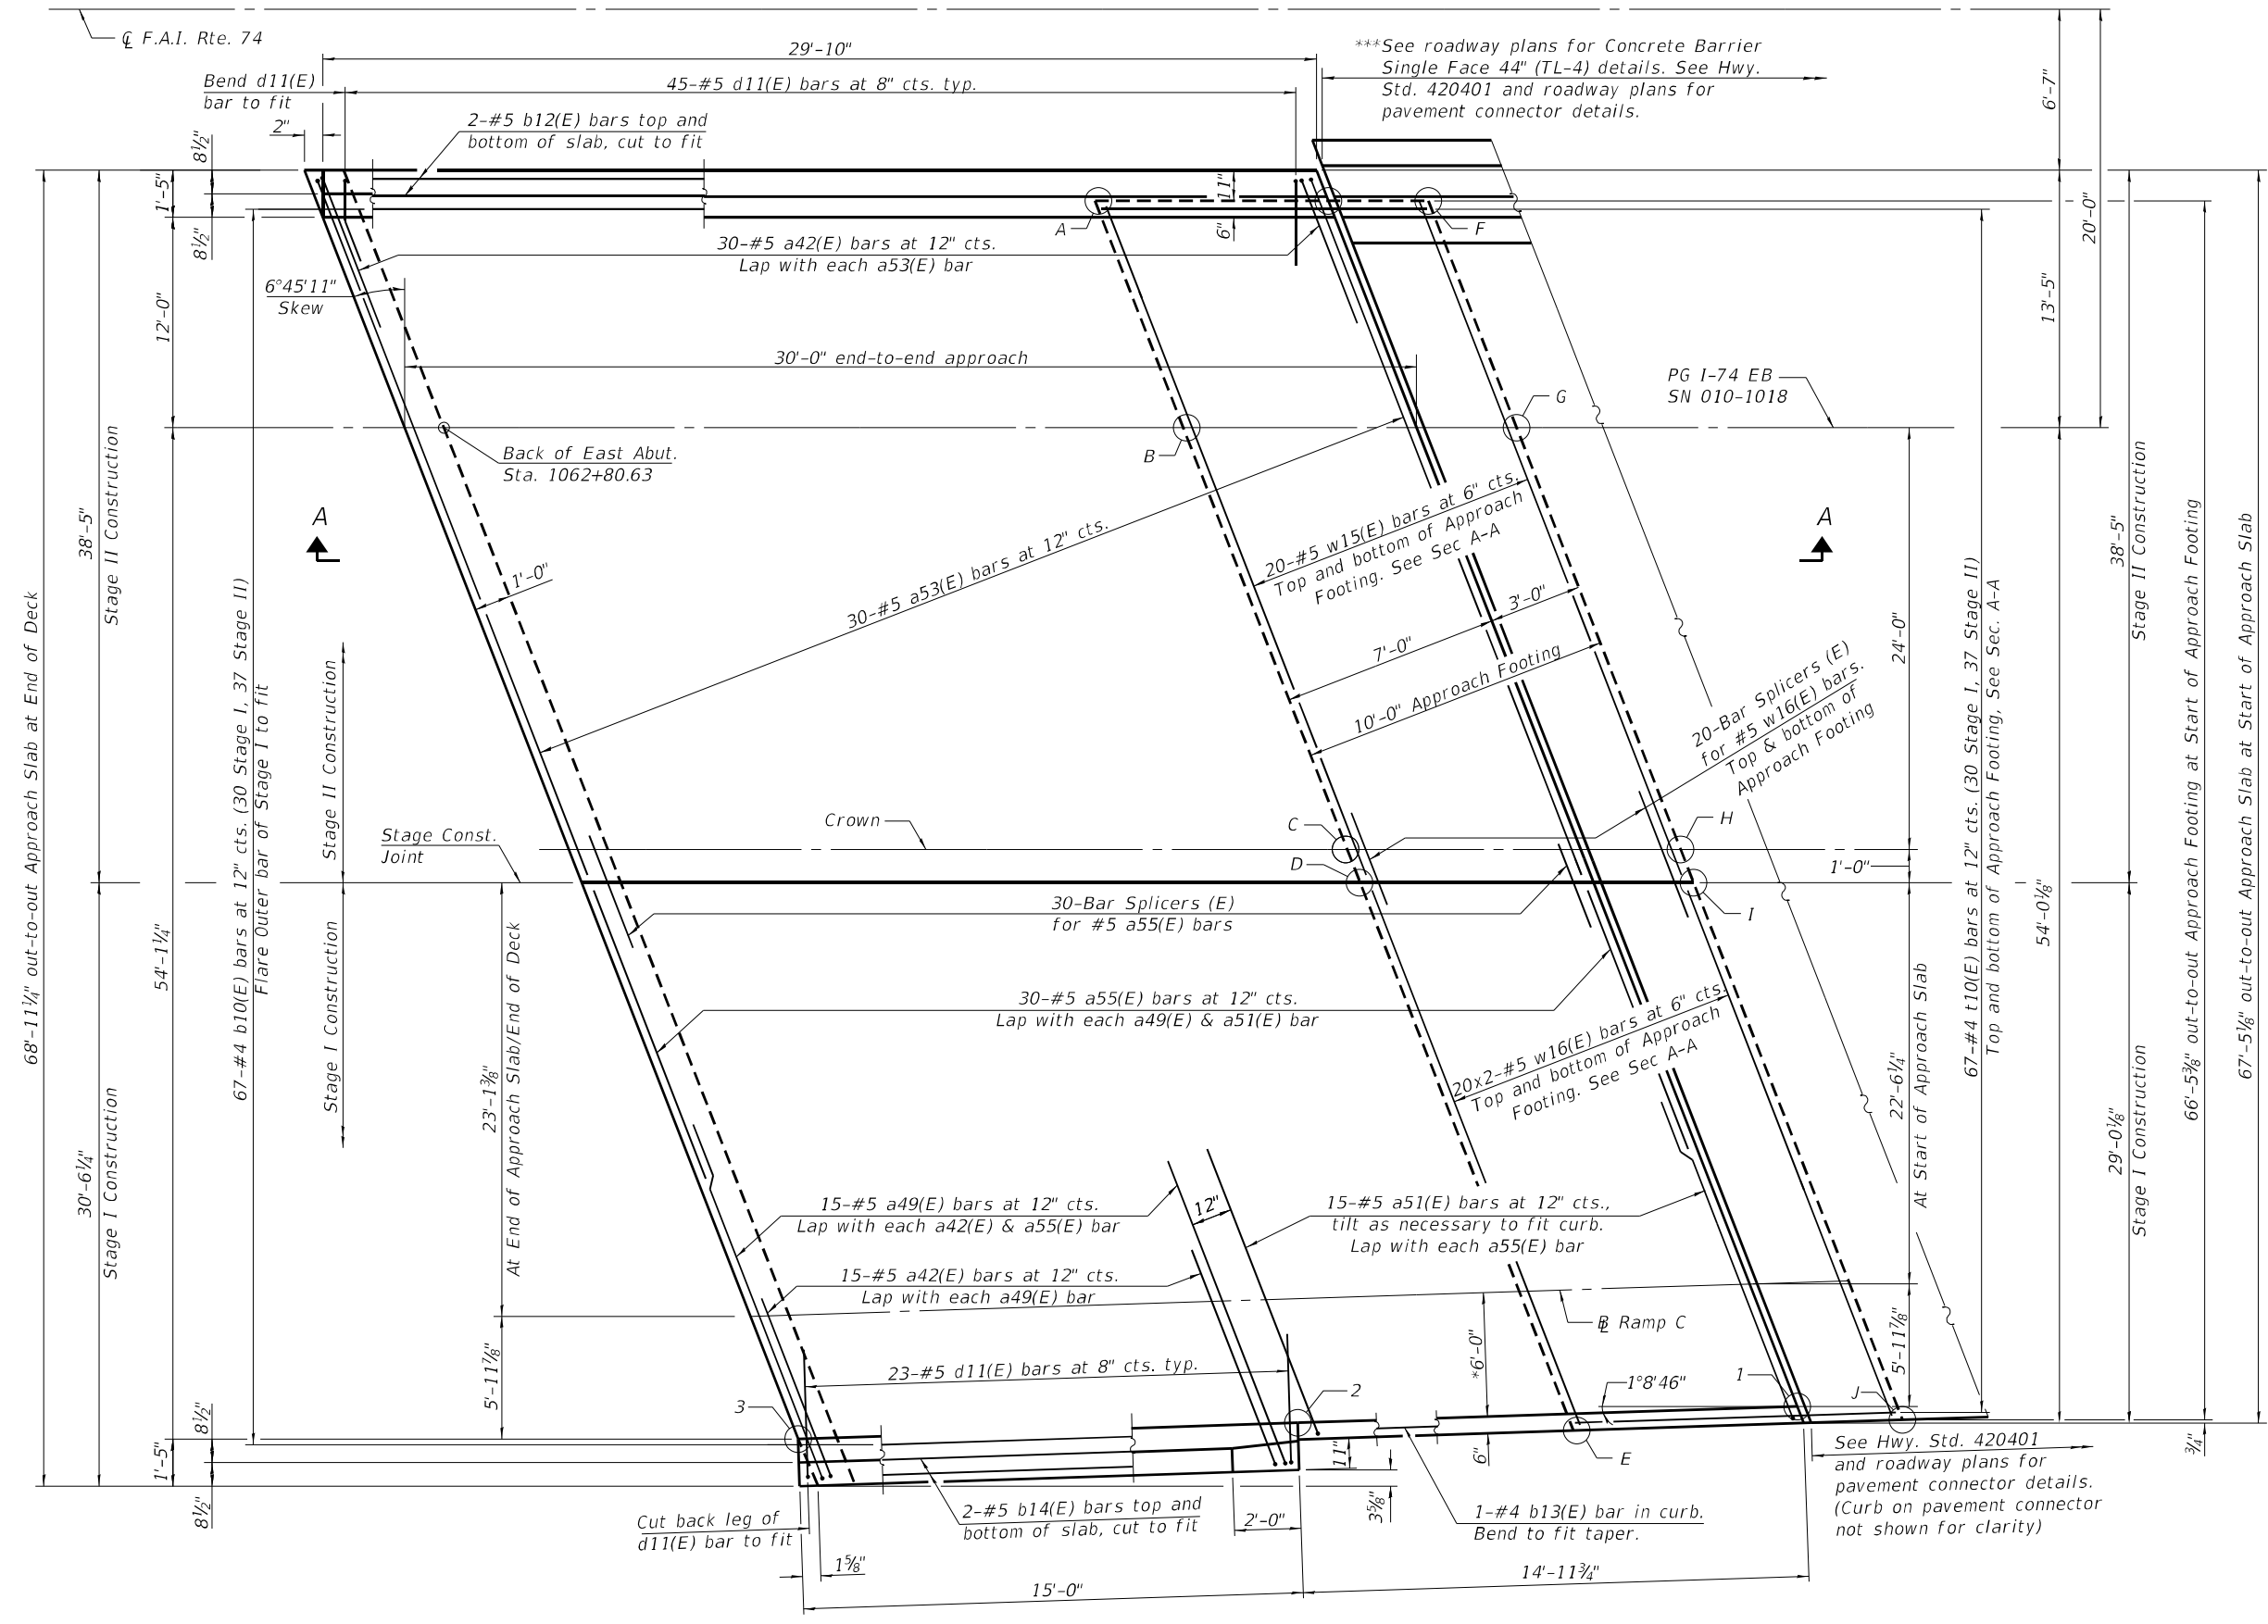 ℄ F.A.I. Rte. 74
29'-10"
***See roadway plans for Concrete Barrier
Single Face 44" (TL-4) details. See Hwy.
Std. 420401 and roadway plans for
pavement connector details.
Bend d11(E)
bar to fit
45-#5 d11(E) bars at 8" cts. typ.
2"
2-#5 b12(E) bars top and
bottom of slab, cut to fit
6'-7"
20'-0"
13'-5"
8½"
8½"
1'-5"
12'-0"
11"
6"
A
F
30-#5 a42(E) bars at 12" cts.
Lap with each a53(E) bar
6°45'11"
Skew
30'-0" end-to-end approach
PG I-74 EB
SN 010-1018
G
B
Back of East Abut.
Sta. 1062+80.63
A
A
38'-5"
Stage II Construction
68'-11¼" out-to-out Approach Slab at End of Deck
67-#4 b10(E) bars at 12" cts. (30 Stage I, 37 Stage II)
Flare Outer bar of Stage I to fit
Stage II Construction
Stage I Construction
1'-0"
30-#5 a53(E) bars at 12" cts.
20-#5 w15(E) bars at 6" cts.
Top and bottom of Approach
Footing. See Sec A-A
3'-0"
7'-0"
10'-0" Approach Footing
20-Bar Splicers (E)
for #5 w16(E) bars.
Top & bottom of
Approach Footing
24'-0"
67-#4 t10(E) bars at 12" cts. (30 Stage I, 37 Stage II)
Top and bottom of Approach Footing, See Sec. A-A
38'-5"
Stage II Construction
66'-5⅜" out-to-out Approach Footing at Start of Approach Footing
67'-5⅛" out-to-out Approach Slab at Start of Approach Slab
Crown
C
H
Stage Const.
Joint
D
1'-0"
I
30-Bar Splicers (E)
for #5 a55(E) bars
54'-1¼"
54'-0⅛"
30-#5 a55(E) bars at 12" cts.
Lap with each a49(E) & a51(E) bar
20x2-#5 w16(E) bars at 6" cts.
Top and bottom of Approach
Footing. See Sec A-A
23'-1⅜"
At End of Approach Slab/End of Deck
22'-6¼"
At Start of Approach Slab
30'-6¼"
Stage I Construction
29'-0⅛"
Stage I Construction
15-#5 a49(E) bars at 12" cts.
Lap with each a42(E) & a55(E) bar
12"
15-#5 a51(E) bars at 12" cts.,
tilt as necessary to fit curb.
Lap with each a55(E) bar
15-#5 a42(E) bars at 12" cts.
Lap with each a49(E) bar
℄ Ramp C
5'-11⅞"
*6'-0"
5'-11⅞"
23-#5 d11(E) bars at 8" cts. typ.
1°8'46"
3
2
1
J
8½"
1'-5"
8½"
11"
6"
E
¾"
See Hwy. Std. 420401
and roadway plans for
pavement connector details.
(Curb on pavement connector
not shown for clarity)
Cut back leg of
d11(E) bar to fit
2-#5 b14(E) bars top and
bottom of slab, cut to fit
2'-0"
3⅝"
1-#4 b13(E) bar in curb.
Bend to fit taper.
1⅝"
15'-0"
14'-11¾"